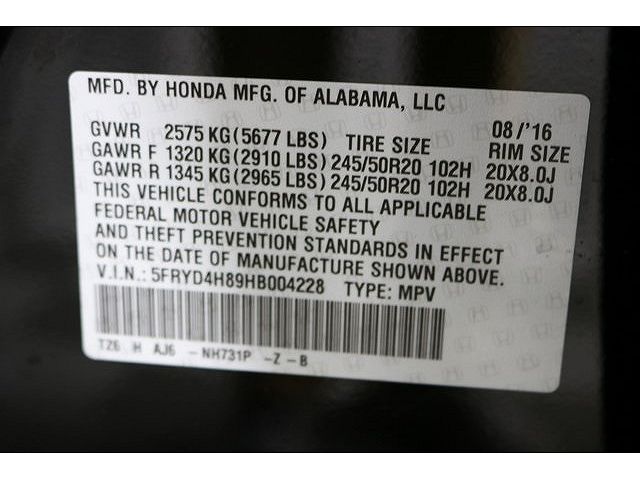 MFD. BY HONDA MFG. OF ALABAMA, LLC
GVWR 2575 KG(5677 LBS) TIRE SIZE 08/'16 RIM SIZE
GAWR F 1320 KG(2910 LBS) 245/50R20 102H 20X8.0J
GAWR R 1345 KG(2965 LBS) 245/50R20 102H 20X8.0J
THIS VEHICLE CONFORMS TO ALL APPLICABLE
FEDERAL MOTOR VEHICLE SAFETY
AND THEFT PREVENTION STANDARDS IN EFFECT
ON THE DATE OF MANUFACTURE SHOWN ABOVE.
V.I.N.: 5FRYD4H89HB004228 TYPE: MPV
TZ6 H AJ6 -NH731P -Z-B